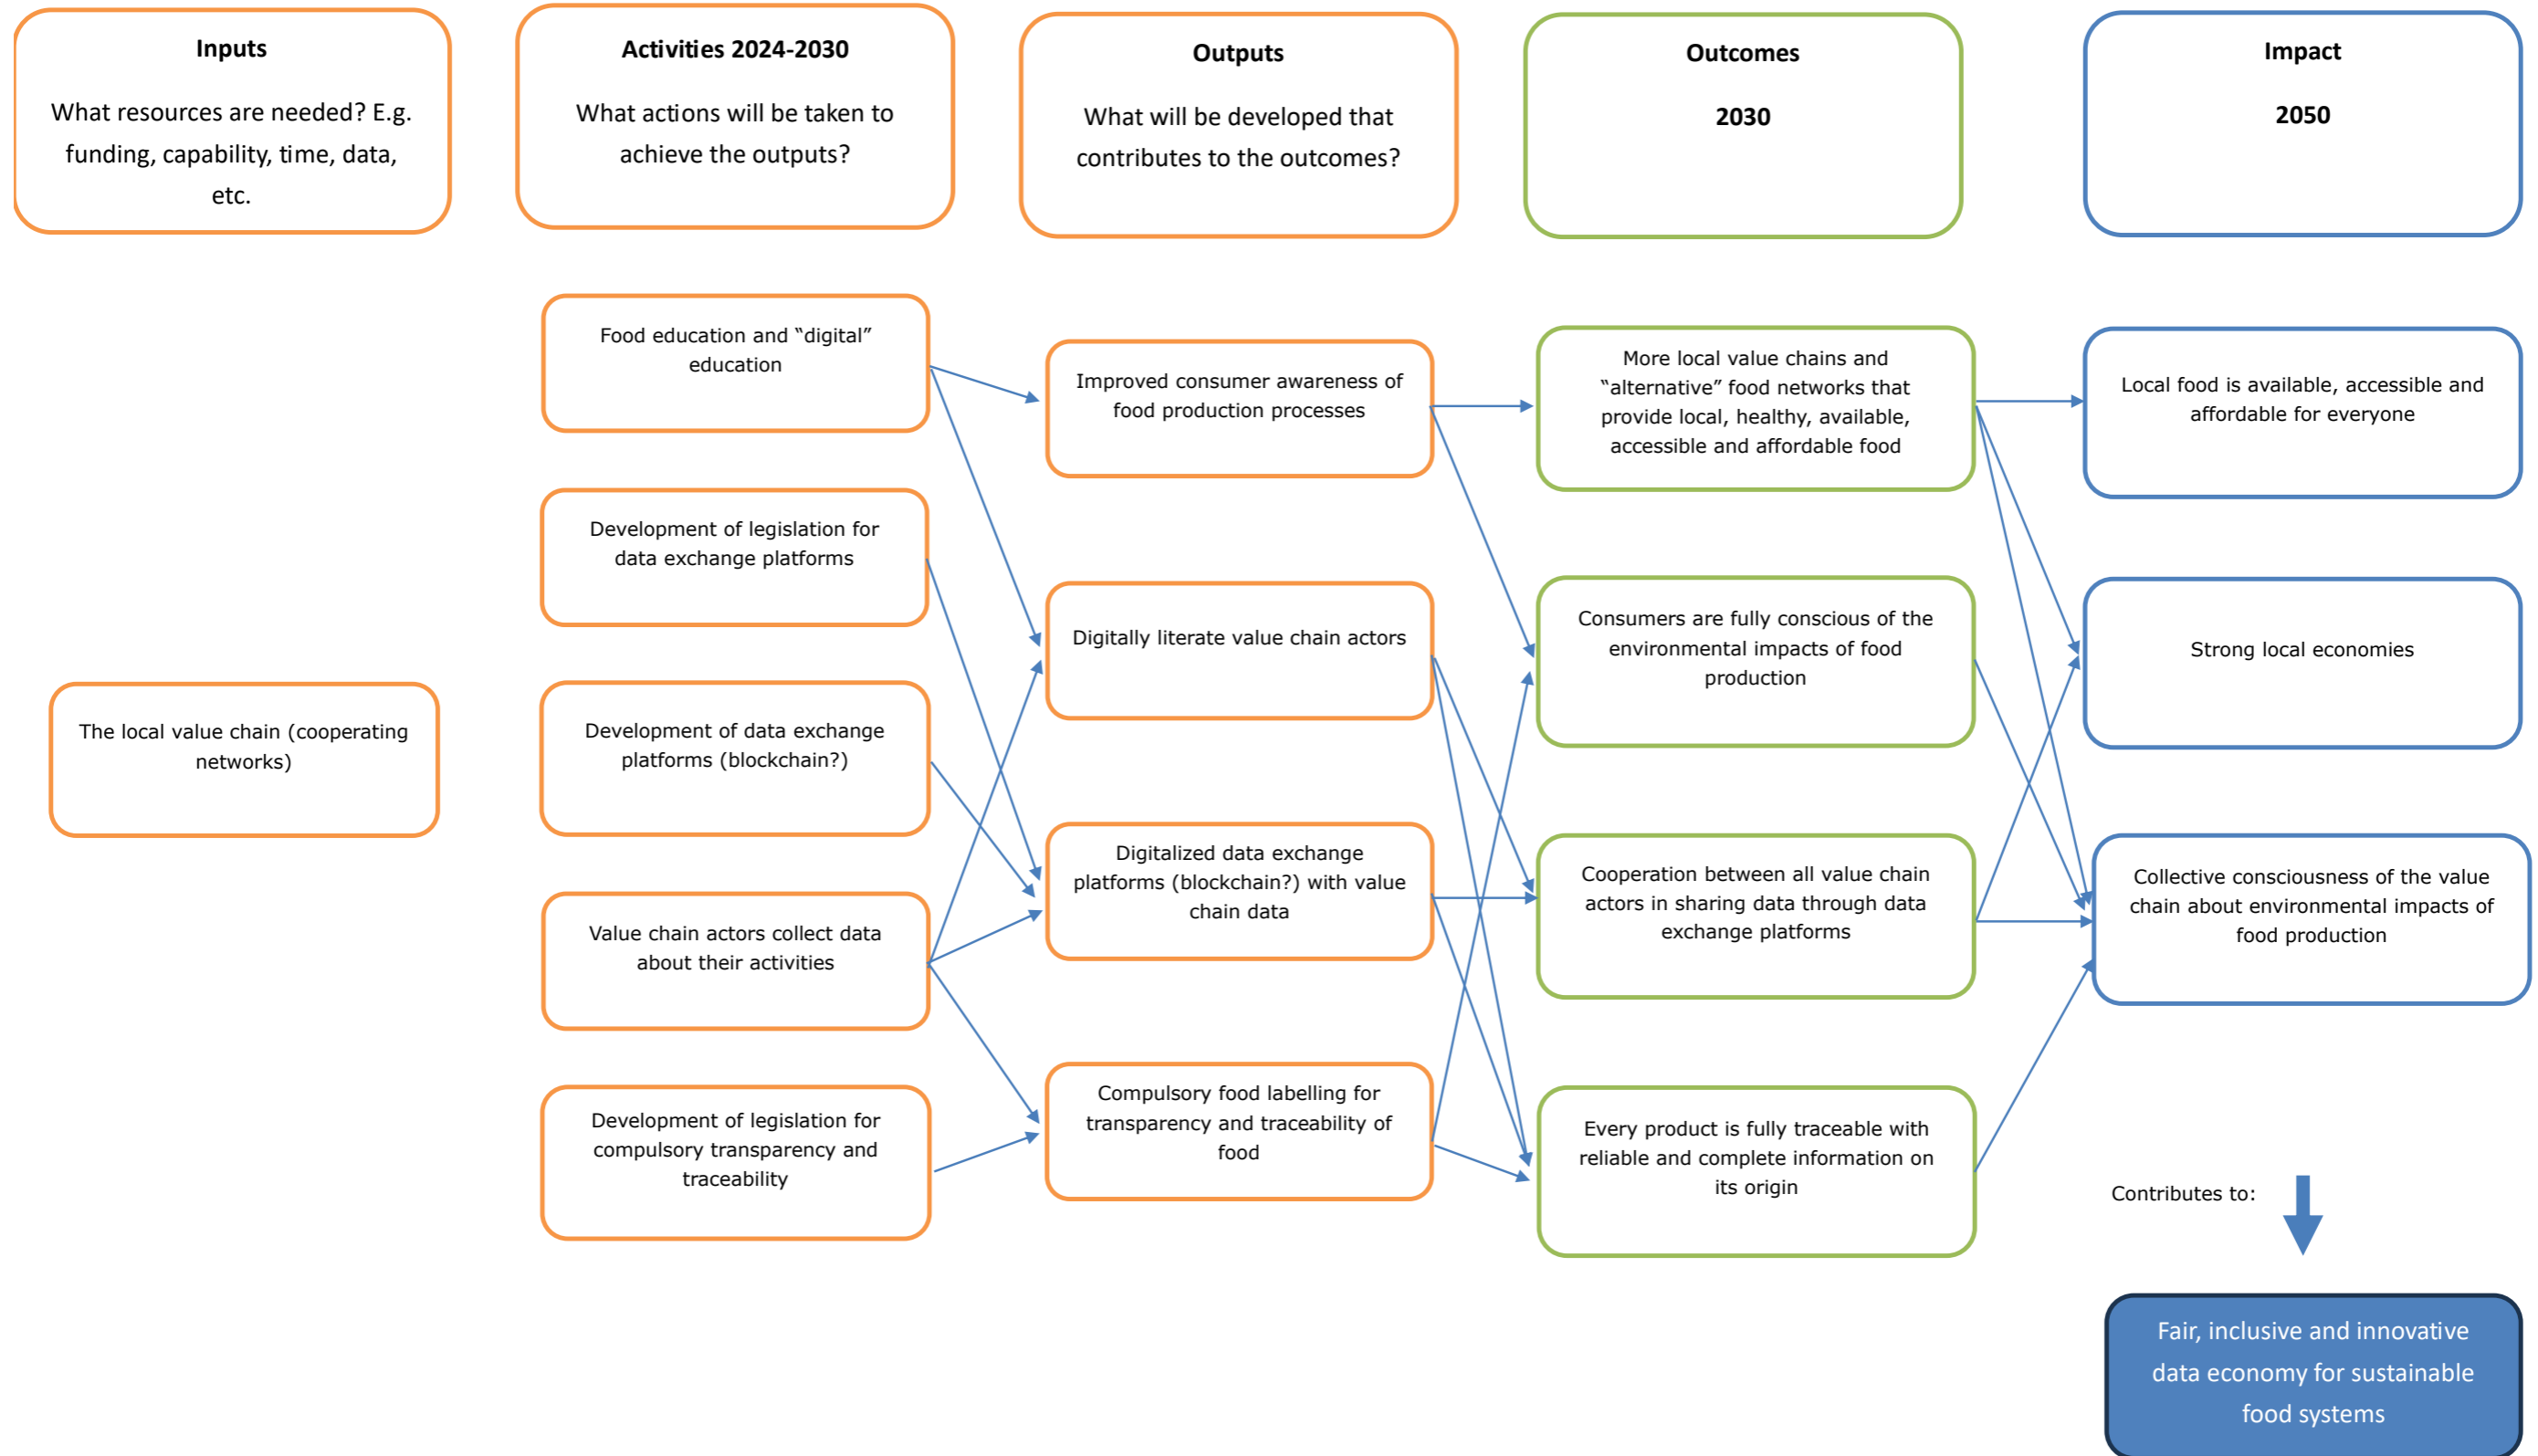 Inputs
What resources are needed? E.g.
funding, capability, time, data,
etc.
Activities 2024-2030
What actions will be taken to
achieve the outputs?
Outputs
What will be developed that
contributes to the outcomes?
Outcomes
2030
Impact
2050
The local value chain (cooperating
networks)
Food education and “digital”
education
Development of legislation for
data exchange platforms
Development of data exchange
platforms (blockchain?)
Value chain actors collect data
about their activities
Development of legislation for
compulsory transparency and
traceability
Improved consumer awareness of
food production processes
Digitally literate value chain actors
Digitalized data exchange
platforms (blockchain?) with value
chain data
Compulsory food labelling for
transparency and traceability of
food
More local value chains and
“alternative” food networks that
provide local, healthy, available,
accessible and affordable food
Consumers are fully conscious of the
environmental impacts of food
production
Cooperation between all value chain
actors in sharing data through data
exchange platforms
Every product is fully traceable with
reliable and complete information on
its origin
Local food is available, accessible and
affordable for everyone
Strong local economies
Collective consciousness of the value
chain about environmental impacts of
food production
Contributes to:
Fair, inclusive and innovative
data economy for sustainable
food systems